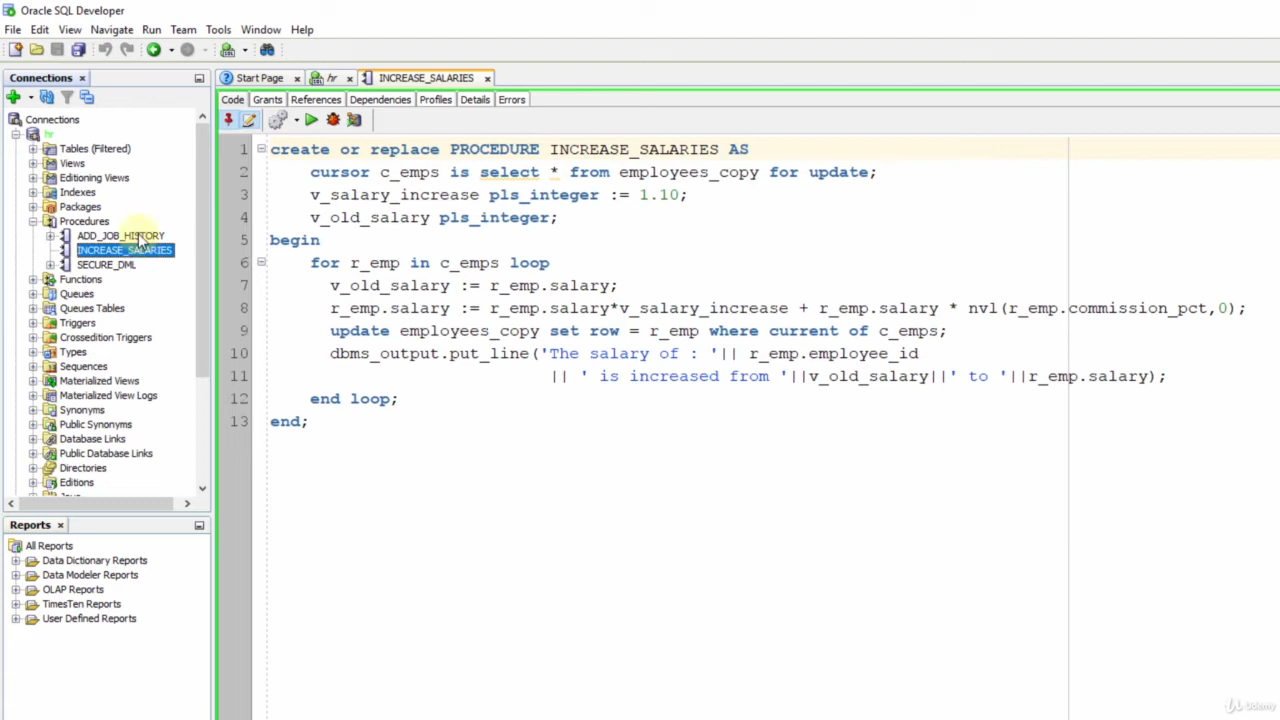 Oracle SQL Developer
File Edit View Navigate Run Team Tools Window Help
Connections
Start Page
hr
INCREASE_SALARIES
Code Grants References Dependencies Profiles Details Errors
Connections
hr
Tables (Filtered)
Views
Editioning Views
Indexes
Packages
Procedures
ADD_JOB_HISTORY
INCREASE_SALARIES
SECURE_DML
Functions
Queues
Queues Tables
Triggers
Crossedition Triggers
Types
Sequences
Materialized Views
Materialized View Logs
Synonyms
Public Synonyms
Database Links
Public Database Links
Directories
Editions
Reports
All Reports
Data Dictionary Reports
Data Modeler Reports
OLAP Reports
TimesTen Reports
User Defined Reports
1 create or replace PROCEDURE INCREASE_SALARIES AS
2 cursor c_emps is select * from employees_copy for update;
3 v_salary_increase pls_integer := 1.10;
4 v_old_salary pls_integer;
5 begin
6 for r_emp in c_emps loop
7 v_old_salary := r_emp.salary;
8 r_emp.salary := r_emp.salary*v_salary_increase + r_emp.salary * nvl(r_emp.commission_pct,0);
9 update employees_copy set row = r_emp where current of c_emps;
10 dbms_output.put_line('The salary of : '|| r_emp.employee_id
11 || ' is increased from '||v_old_salary||' to '||r_emp.salary);
12 end loop;
13 end;
Udemy